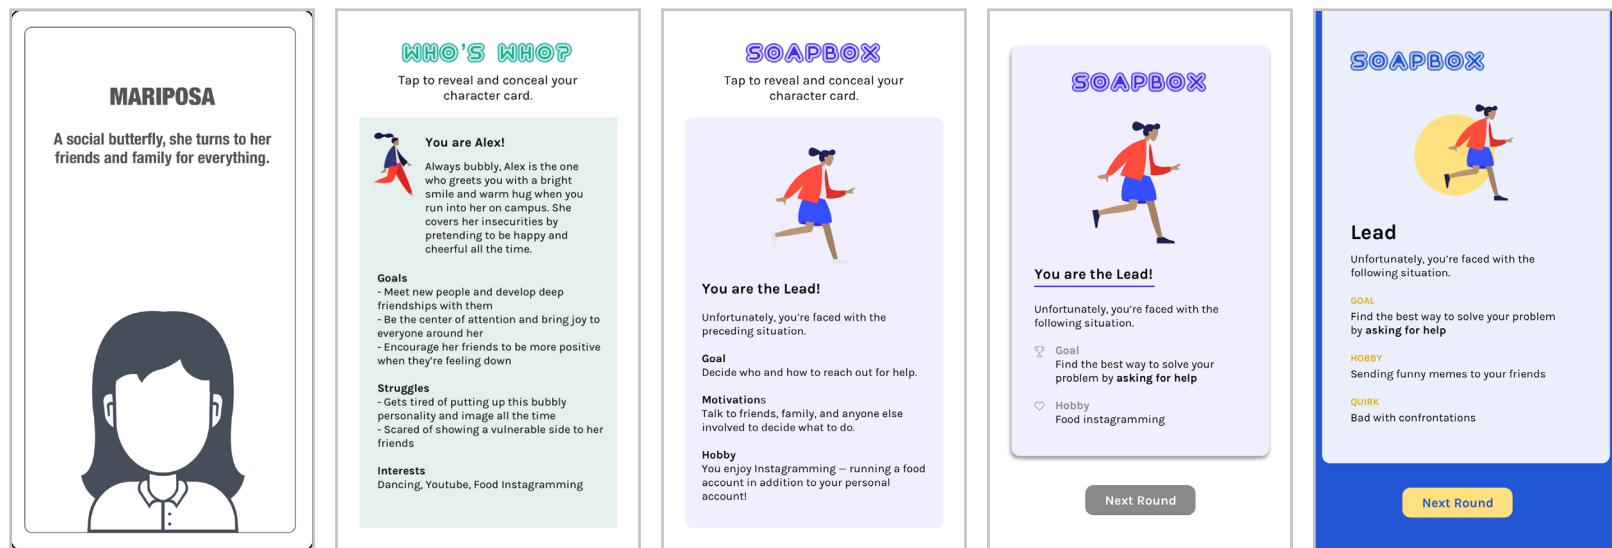 MARIPOSA
A social butterfly, she turns to her
friends and family for everything.
WHO'S WHO?
Tap to reveal and conceal your
character card.
You are Alex!
Always bubbly, Alex is the one
who greets you with a bright
smile and warm hug when you
run into her on campus. She
covers her insecurities by
pretending to be happy and
cheerful all the time.
Goals
- Meet new people and develop deep
friendships with them
- Be the center of attention and bring joy to
everyone around her
- Encourage her friends to be more positive
when they're feeling down
Struggles
- Gets tired of putting up this bubbly
personality and image all the time
- Scared of showing a vulnerable side to her
friends
Interests
Dancing, Youtube, Food Instagramming
SOAPBOX
Tap to reveal and conceal your
character card.
You are the Lead!
Unfortunately, you're faced with the
preceding situation.
Goal
Decide who and how to reach out for help.
Motivations
Talk to friends, family, and anyone else
involved to decide what to do.
Hobby
You enjoy Instagramming – running a food
account in addition to your personal
account!
SOAPBOX
You are the Lead!
Unfortunately, you're faced with the
following situation.
Goal
Find the best way to solve your
problem by asking for help
Hobby
Food instagramming
Next Round
SOAPBOX
Lead
Unfortunately, you're faced with the
following situation.
GOAL
Find the best way to solve your problem
by asking for help
HOBBY
Sending funny memes to your friends
QUIRK
Bad with confrontations
Next Round